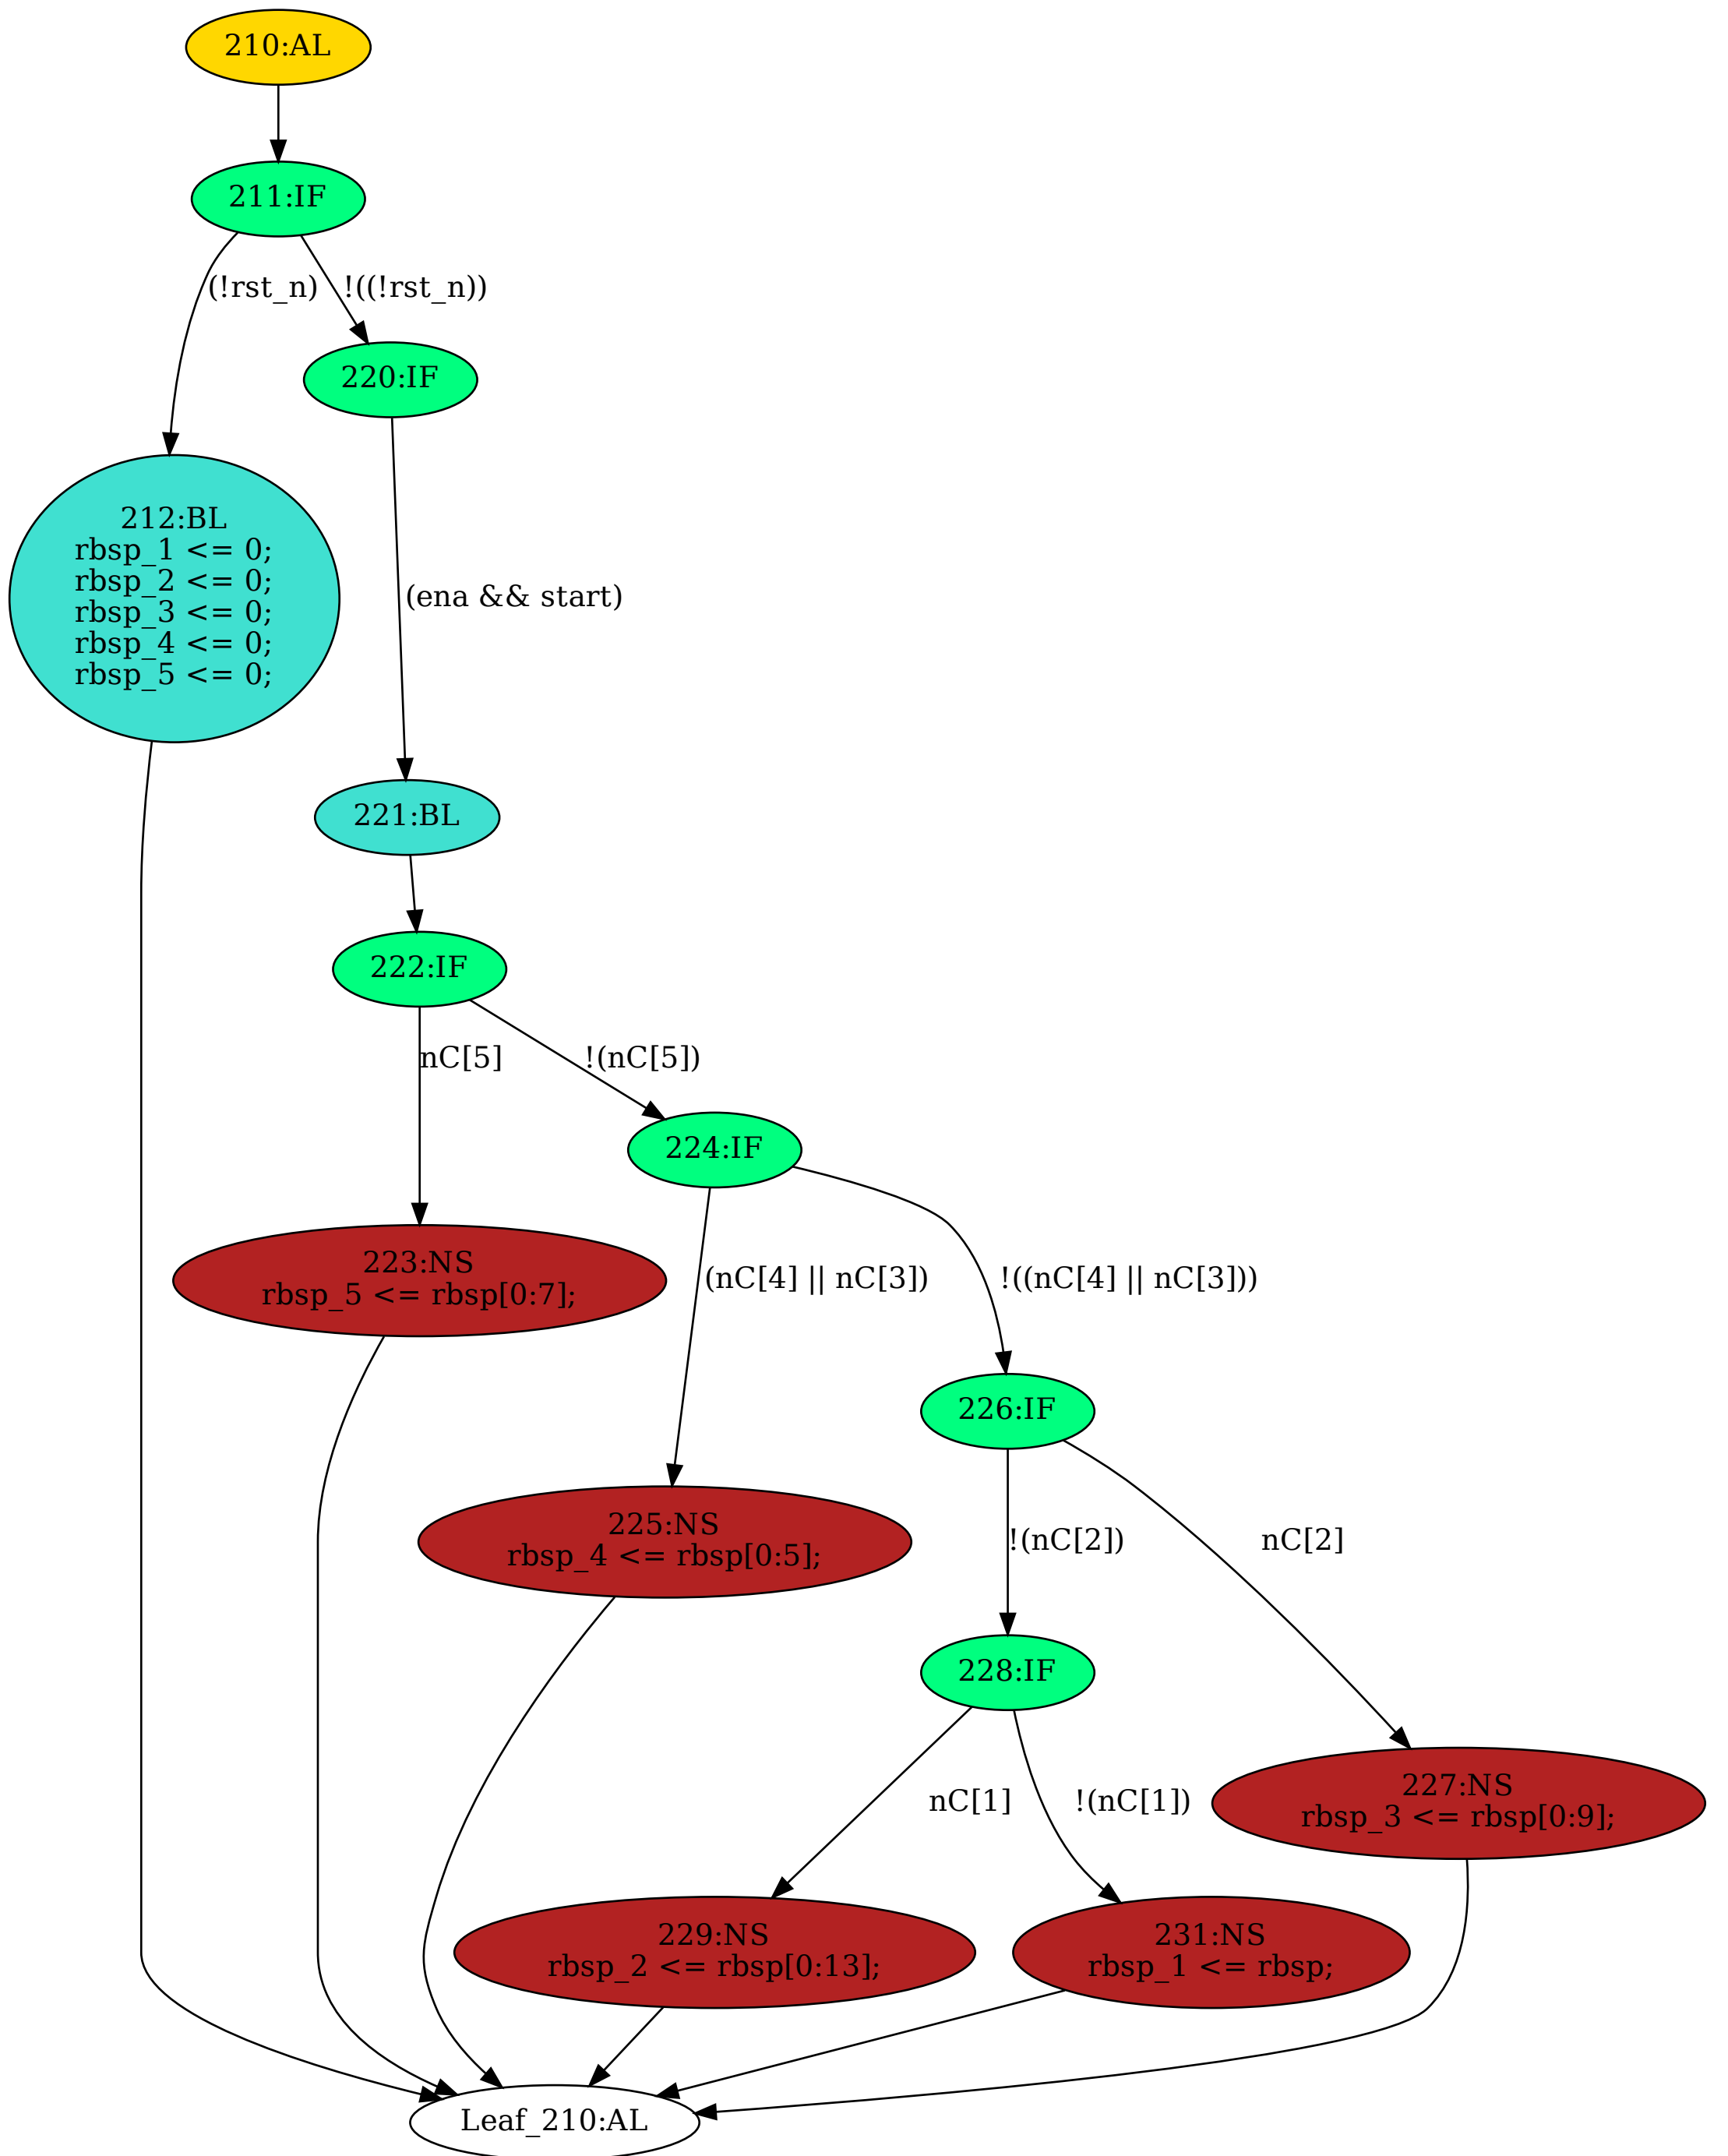 210:AL
211:IF
(!rst_n)
!((!rst_n))
220:IF
212:BL
rbsp_1 <= 0;
rbsp_2 <= 0;
rbsp_3 <= 0;
rbsp_4 <= 0;
rbsp_5 <= 0;
(ena && start)
221:BL
222:IF
nC[5]
!(nC[5])
224:IF
223:NS
rbsp_5 <= rbsp[0:7];
(nC[4] || nC[3])
!((nC[4] || nC[3]))
226:IF
225:NS
rbsp_4 <= rbsp[0:5];
!(nC[2])
nC[2]
228:IF
227:NS
rbsp_3 <= rbsp[0:9];
nC[1]
!(nC[1])
229:NS
rbsp_2 <= rbsp[0:13];
231:NS
rbsp_1 <= rbsp;
Leaf_210:AL